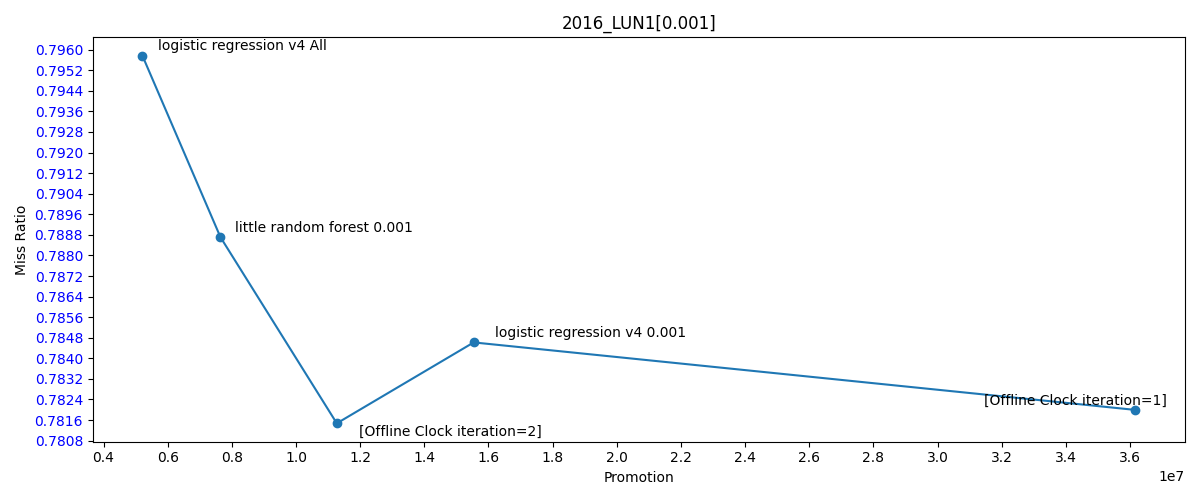 2016_LUN1[0.001]
0.7960
0.7952
0.7944
0.7936
0.7928
0.7920
0.7912
0.7904
0.7896
0.7888
0.7880
0.7872
0.7864
0.7856
0.7848
0.7840
0.7832
0.7824
0.7816
0.7808
Miss Ratio
logistic regression v4 All
little random forest 0.001
logistic regression v4 0.001
[Offline Clock iteration=1]
[Offline Clock iteration=2]
0.4 0.6 0.8 1.0 1.2 1.4 1.6 1.8 2.0 2.2 2.4 2.6 2.8 3.0 3.2 3.4 3.6
1e7
Promotion